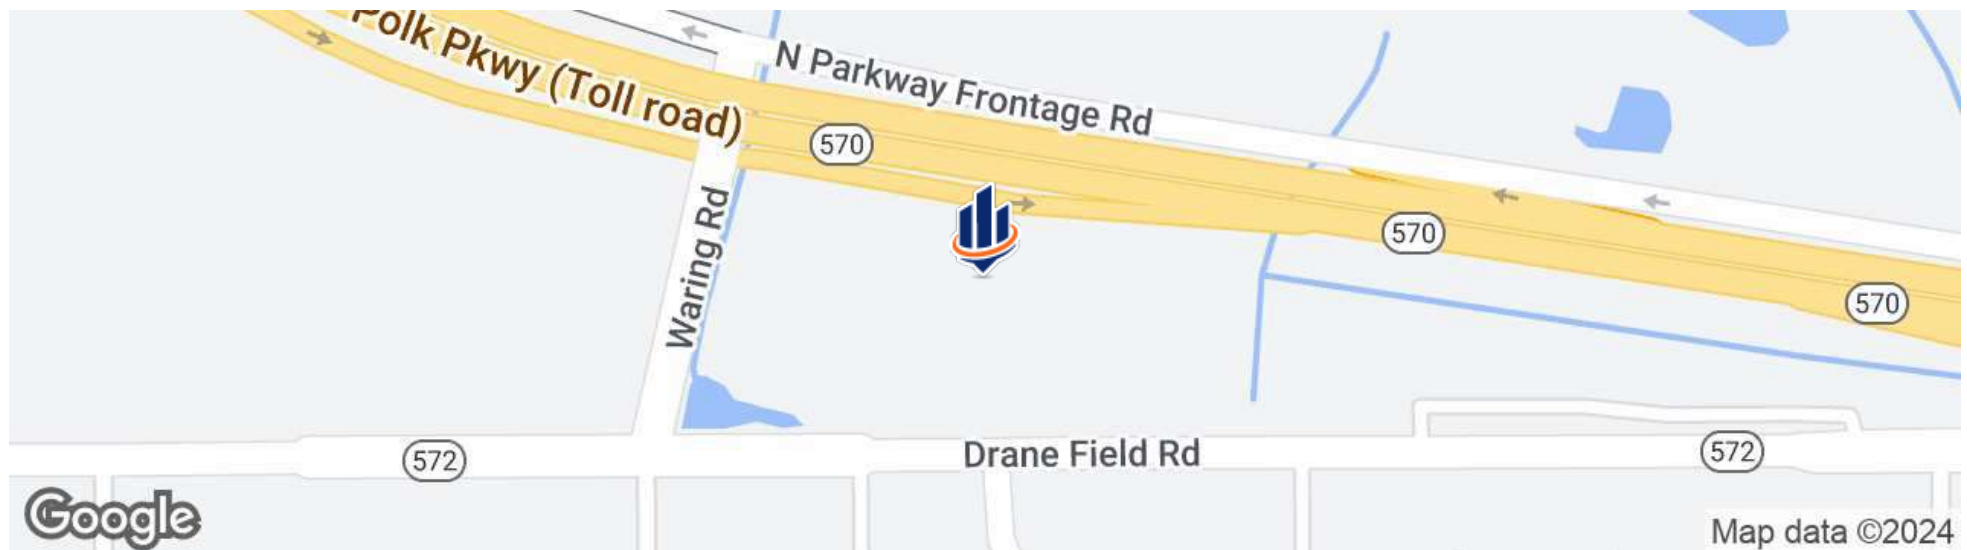 Polk Pkwy (Toll road)
N Parkway Frontage Rd
570
Waring Rd
570
570
572
Drane Field Rd
572
Google
Map data ©2024